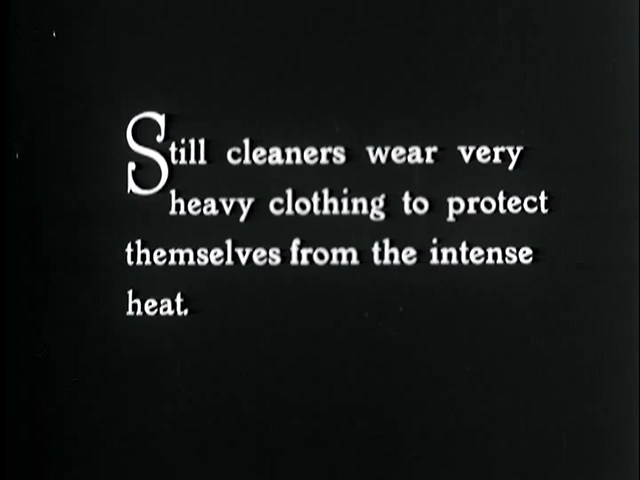 Still cleaners wear very
heavy clothing to protect
themselves from the intense
heat.